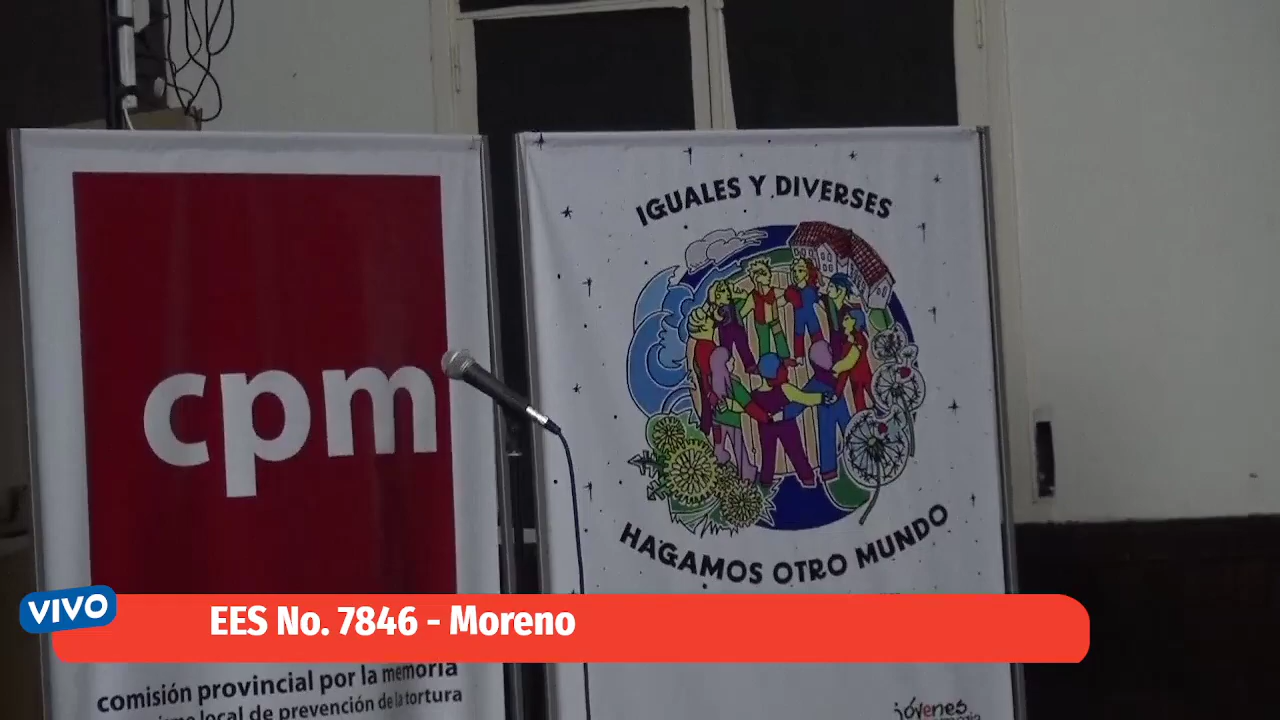 IGUALES Y DIVERSES
cpm
HAGAMOS OTRO MUNDO
VIVO
EES No. 7846 - Moreno
comisión provincial por la memoria
local de prevención de la tortura
jóvenes